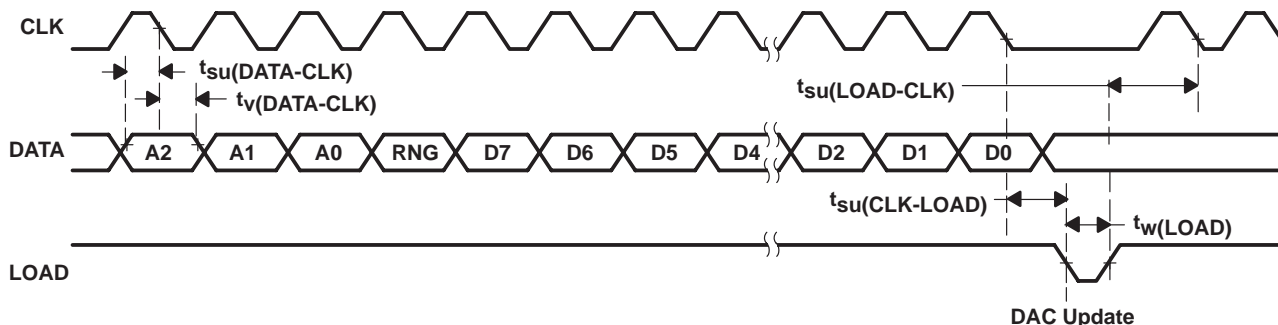 CLK
tsu(DATA-CLK)
tv(DATA-CLK)
tsu(LOAD-CLK)
DATA
A2 A1 A0 RNG D7 D6 D5 D4 D2 D1 D0
tsu(CLK-LOAD)
tw(LOAD)
LOAD
DAC Update